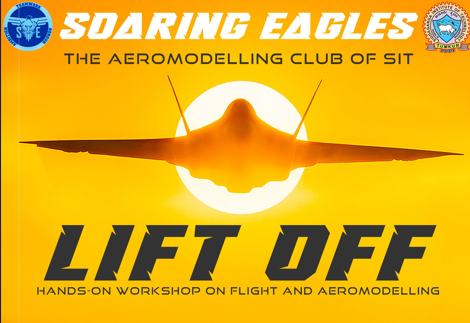 SOARING EAGLES
THE AEROMODELLING CLUB OF SIT
LIFT OFF
HANDS-ON WORKSHOP ON FLIGHT AND AEROMODELLING